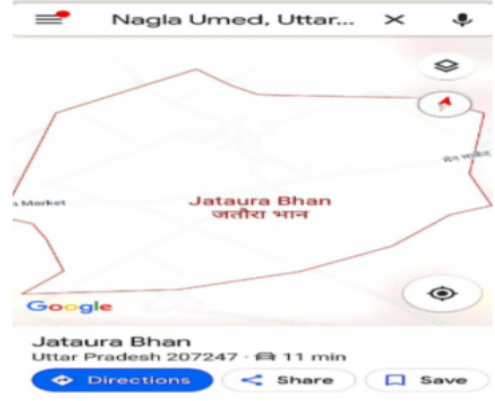 Nagla Umed, Uttar...
Market
Jataura Bhan
जतौरा भान
Google
Jataura Bhan
Uttar Pradesh 207247 · 11 min
Directions
Share
Save